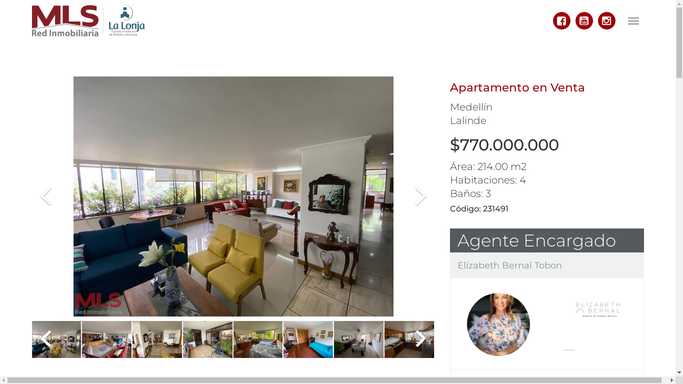 MLS
Red Inmobiliaria
La Lonja
Apartamento en Venta
Medellín
Lalinde
$770.000.000
Área: 214.00 m2
Habitaciones: 4
Baños: 3
Código: 231491
Agente Encargado
Elizabeth Bernal Tobon
ELIZABETH
BERNAL
MLS
Red Inmobiliaria